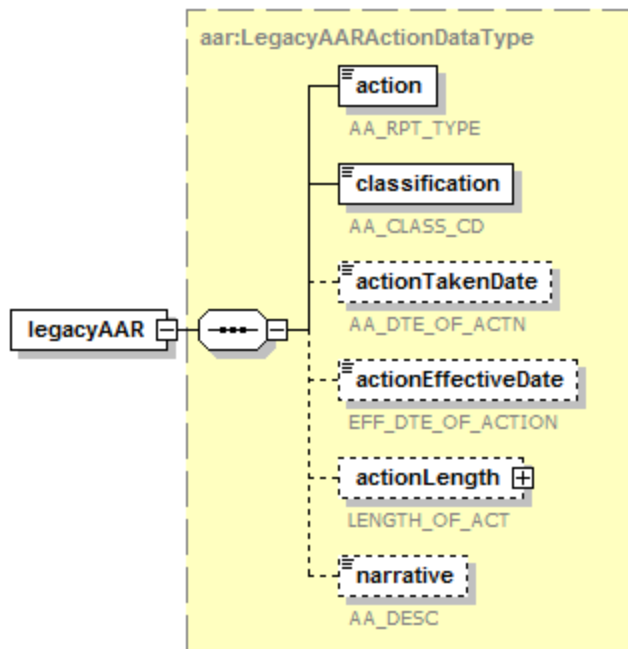 aar:LegacyAARActionDataType
action
AA_RPT_TYPE
classification
AA_CLASS_CD
actionTakenDate
AA_DTE_OF_ACTN
legacyAAR
actionEffectiveDate
EFF_DTE_OF_ACTION
actionLength
LENGTH_OF_ACT
narrative
AA_DESC